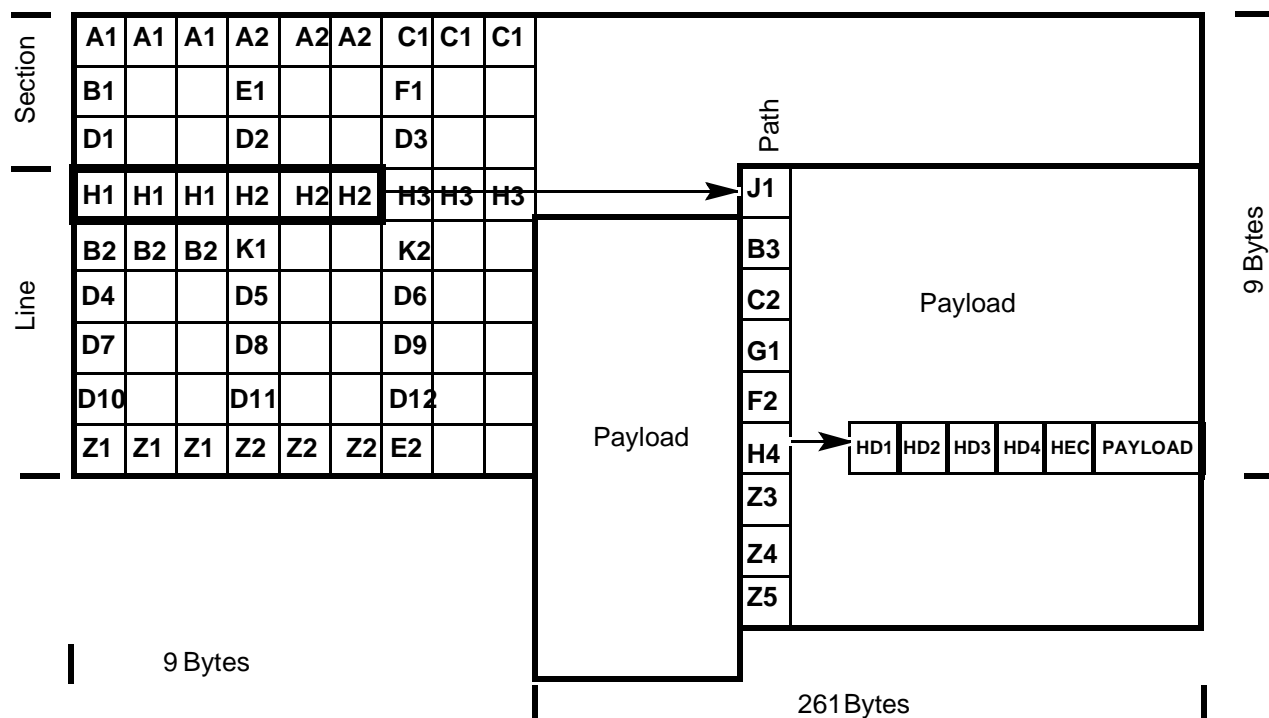 Section
A1 A1 A1 A2 A2 A2 C1 C1 C1
B1 E1 F1
D1 D2 D3
Path
Line
H1 H1 H1 H2 H2 H2 H3 H3 H3 J1
B2 B2 B2 K1 K2 B3
D4 D5 D6 C2 Payload
D7 D8 D9 G1
D10 D11 D12 F2
Z1 Z1 Z1 Z2 Z2 Z2 E2 Payload H4 HD1 HD2 HD3 HD4 HEC PAYLOAD
Z3
Z4
Z5
9 Bytes
9 Bytes
261Bytes